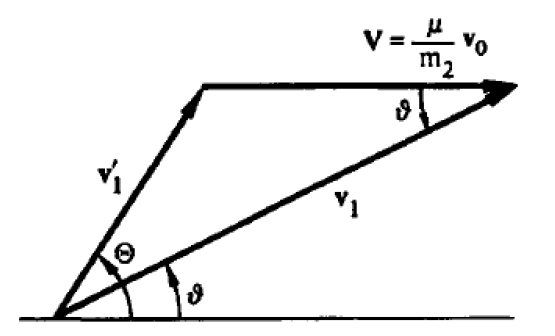 V = μ/m₂ v₀
ϑ
v′₁
v₁
Θ
ϑ